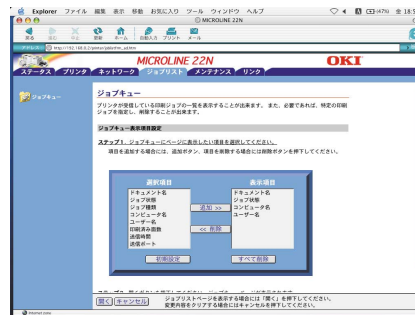 Explorer ファイル 編集 表示 移動 お気に入り ツール ウィンドウ ヘルプ
MICROLINE 22N
戻る 進む 中止 更新 ホーム 自動入力 プリント メール
MICROLINE 22N
OKI
ステータス プリンタ ネットワーク ジョブリスト メンテナンス リンク
ジョブキュー
ジョブキュー
プリンタが受信している印刷ジョブの一覧を表示することが出来ます。また、必要であれば、特定の印刷
ジョブを指定し、削除することが出来ます。
ジョブキュー表示項目設定
ステップ1. ジョブキューにページに表示したい項目を選択してください。
項目を追加する場合には、追加ボタン、項目を削除する場合には削除ボタンを押下してください。
選択項目 表示項目
ドキュメント名 ドキュメント名
ジョブ状態 ジョブ状態
ジョブ種類 追加 >> コンピュータ名
コンピュータ名 ユーザー名
ユーザー名
印刷済み面数 << 削除
送信時間
送信ポート
初期設定 すべて削除
開く キャンセル ジョブリストページを表示する場合には「開く」を押下してください。
変更内容をクリアする場合にはキャンセルを押下してください。